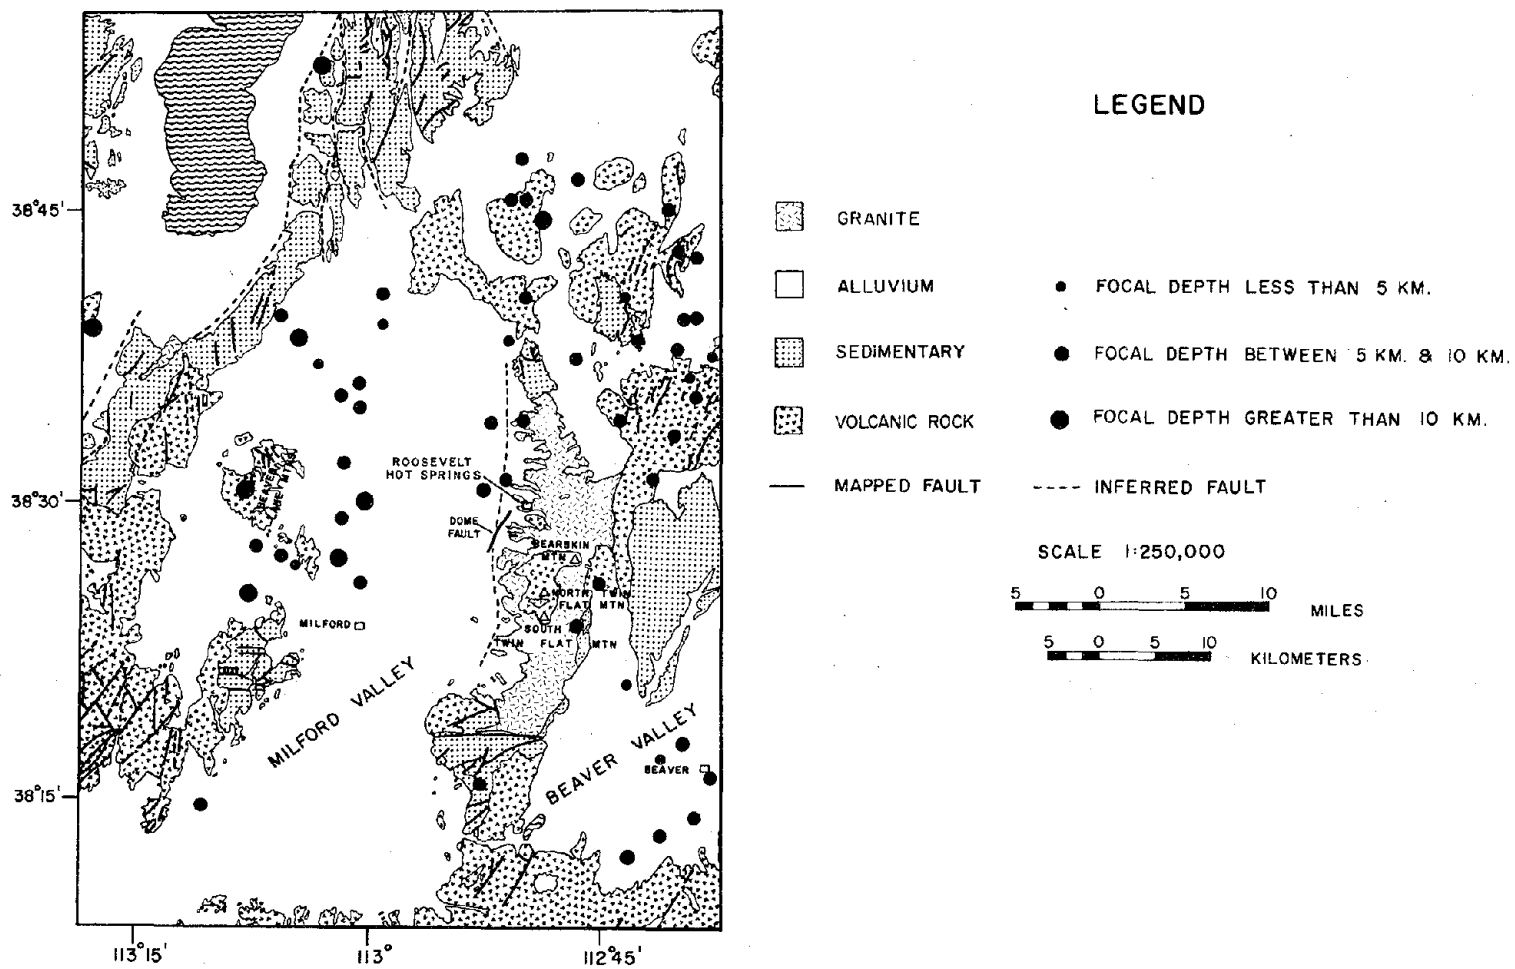 38°45'
38°30'
38°15'
113°15'
113°
112°45'
ROOSEVELT
HOT SPRINGS
DOME
FAULT
BEARSKIN
MTN
NORTH TWIN
FLAT MTN
SOUTH
TWIN FLAT MTN
MILFORD
MILFORD VALLEY
BEAVER VALLEY
BEAVER
LEGEND
GRANITE
ALLUVIUM
SEDIMENTARY
VOLCANIC ROCK
MAPPED FAULT
FOCAL DEPTH LESS THAN 5 KM.
FOCAL DEPTH BETWEEN 5 KM. & 10 KM.
FOCAL DEPTH GREATER THAN 10 KM.
INFERRED FAULT
SCALE 1:250,000
5 0 5 10
MILES
5 0 5 10
KILOMETERS